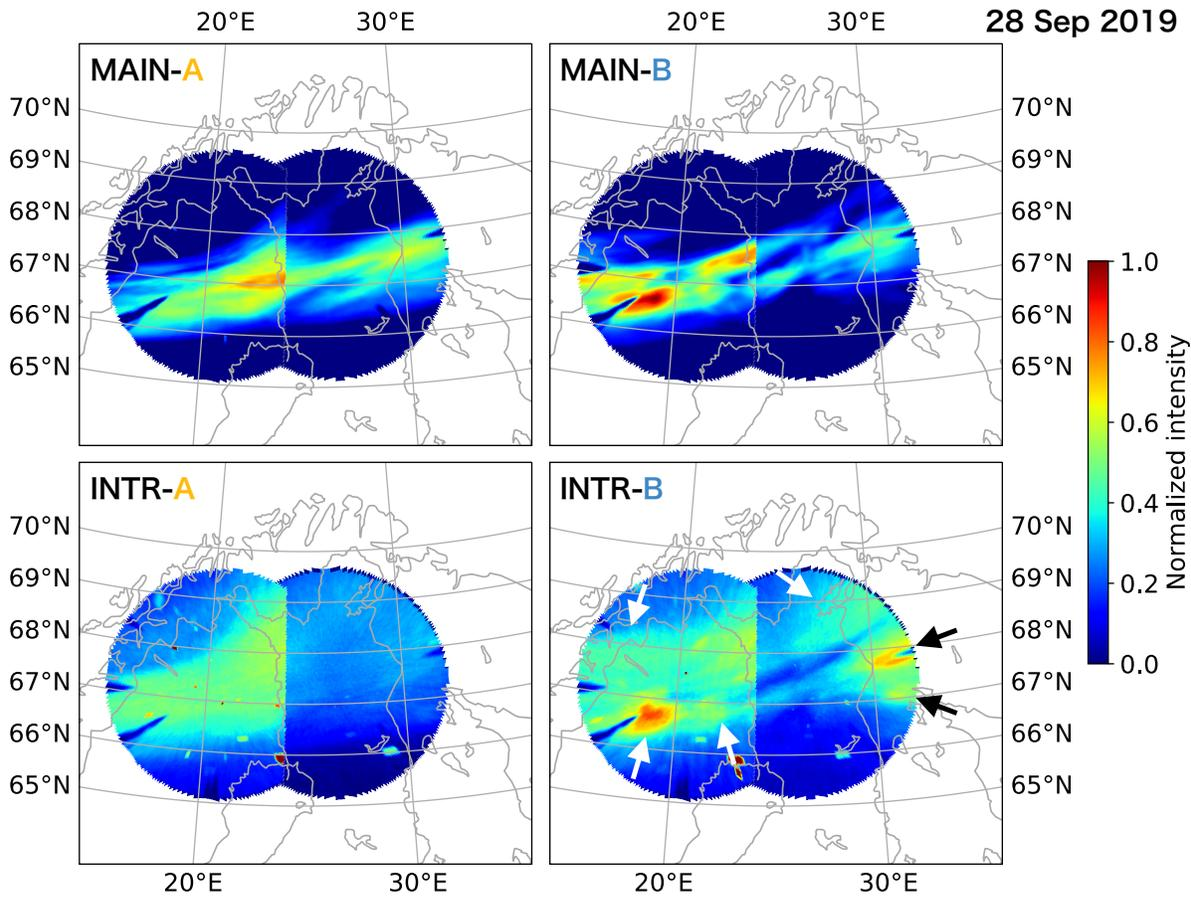 20°E 30°E 20°E 30°E 28 Sep 2019
MAIN-A MAIN-B
70°N 70°N
69°N 69°N
68°N 68°N
67°N 67°N
66°N 66°N
65°N 65°N
INTR-A INTR-B
70°N 70°N
69°N 69°N
68°N 68°N
67°N 67°N
66°N 66°N
65°N 65°N
20°E 30°E 20°E 30°E
1.0
0.8
0.6
0.4
0.2
0.0
Normalized intensity